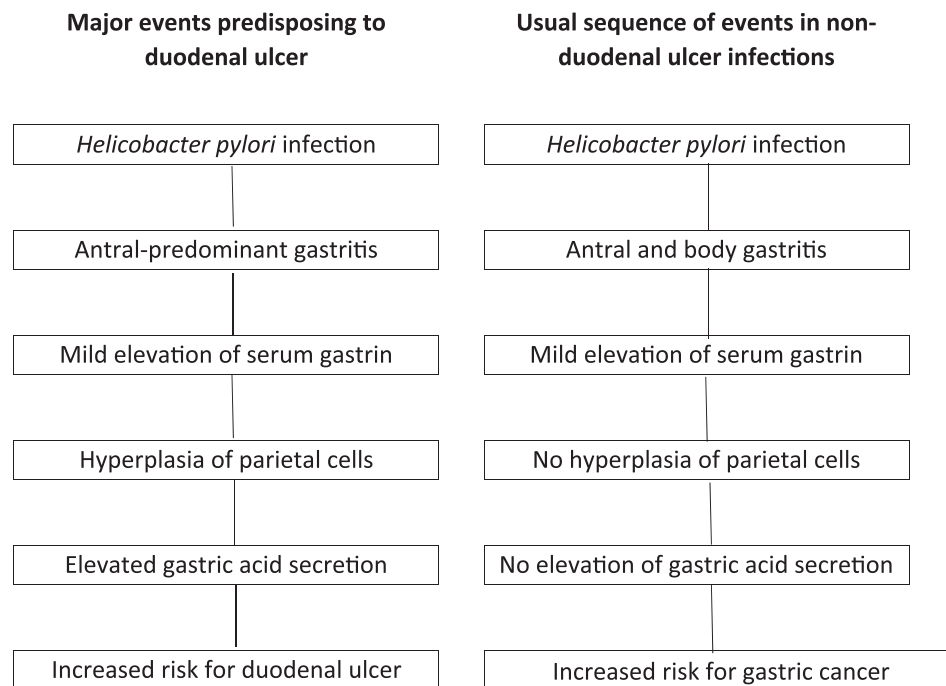 Major events predisposing to
duodenal ulcer
Helicobacter pylori infection
Antral-predominant gastritis
Mild elevation of serum gastrin
Hyperplasia of parietal cells
Elevated gastric acid secretion
Increased risk for duodenal ulcer
Usual sequence of events in non-
duodenal ulcer infections
Helicobacter pylori infection
Antral and body gastritis
Mild elevation of serum gastrin
No hyperplasia of parietal cells
No elevation of gastric acid secretion
Increased risk for gastric cancer